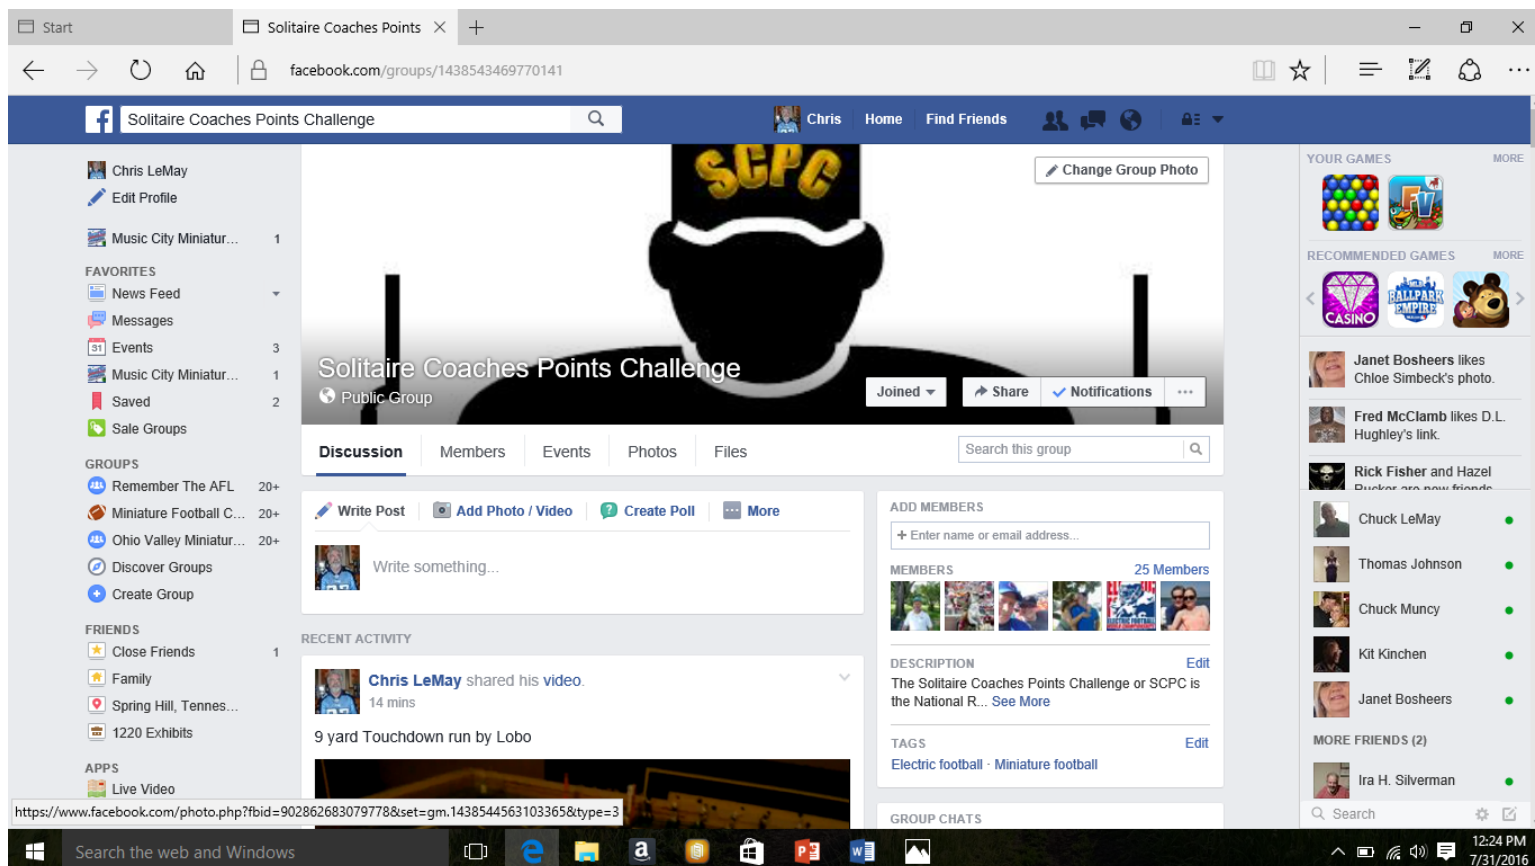 Start
Solitaire Coaches Points
facebook.com/groups/1438543469770141
f
Solitaire Coaches Points Challenge
Chris
Home
Find Friends
Chris LeMay
Edit Profile
Music City Miniatur... 1
FAVORITES
News Feed
Messages
31 Events 3
Music City Miniatur... 1
Saved 2
Sale Groups
GROUPS
Remember The AFL 20+
Miniature Football C... 20+
Ohio Valley Miniatur... 20+
Discover Groups
Create Group
FRIENDS
Close Friends 1
Family
Spring Hill, Tennes...
1220 Exhibits
APPS
Live Video
https://www.facebook.com/photo.php?fbid=902862683079778&set=gm.1438544563103365&type=3
SCPC
Change Group Photo
Solitaire Coaches Points Challenge
Public Group
Joined
Share
Notifications
...
Discussion
Members
Events
Photos
Files
Search this group
Write Post
Add Photo / Video
Create Poll
More
Write something...
RECENT ACTIVITY
Chris LeMay shared his video.
14 mins
9 yard Touchdown run by Lobo
ADD MEMBERS
+ Enter name or email address...
MEMBERS 25 Members
DESCRIPTION Edit
The Solitaire Coaches Points Challenge or SCPC is
the National R... See More
TAGS Edit
Electric football · Miniature football
GROUP CHATS
YOUR GAMES MORE
FV
RECOMMENDED GAMES MORE
CASINO
BALLPARK
EMPIRE
Janet Bosheers likes
Chloe Simbeck's photo.
Fred McClamb likes D.L.
Hughley's link.
Rick Fisher and Hazel
Rucker are now friends.
Chuck LeMay
Thomas Johnson
Chuck Muncy
Kit Kinchen
Janet Bosheers
MORE FRIENDS (2)
Ira H. Silverman
Search
Search the web and Windows
12:24 PM
7/31/2016